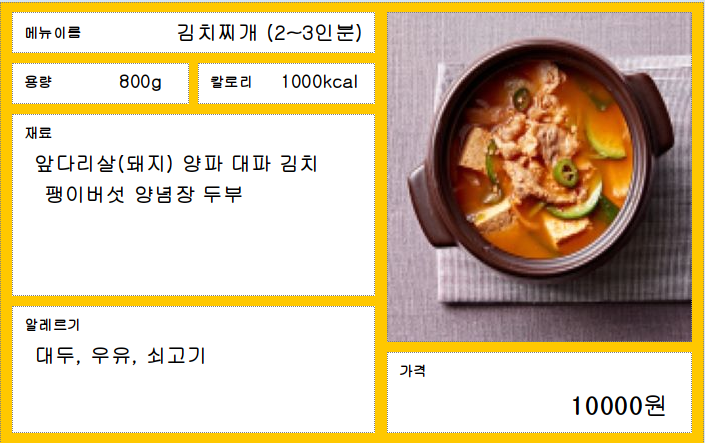 메뉴이름
김치찌개 (2~3인분)
용량
800g
칼로리
1000kcal
재료
앞다리살(돼지) 양파 대파 김치
팽이버섯 양념장 두부
알레르기
대두, 우유, 쇠고기
가격
10000원